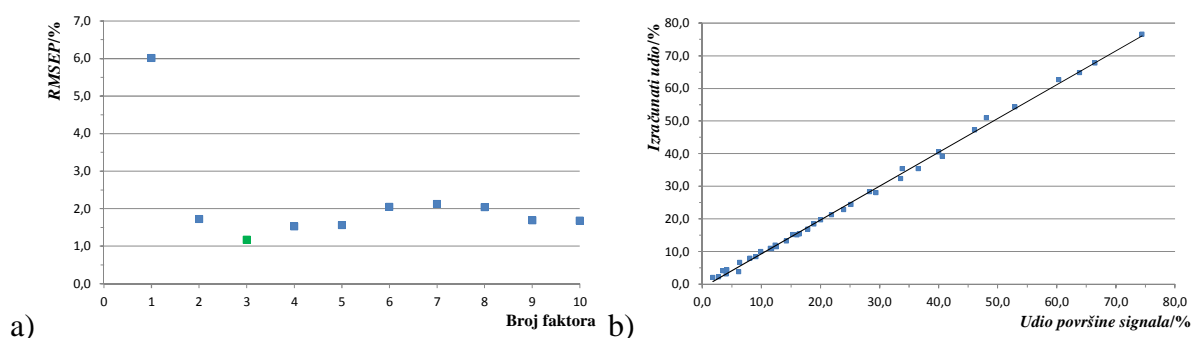 RMSEP/%
7,0
6,0
5,0
4,0
3,0
2,0
1,0
0,0
0 1 2 3 4 5 6 7 8 9 10
Broj faktora
a)
Izračunati udio/%
80,0
70,0
60,0
50,0
40,0
30,0
20,0
10,0
0,0
0,0 10,0 20,0 30,0 40,0 50,0 60,0 70,0 80,0
Udio površine signala/%
b)